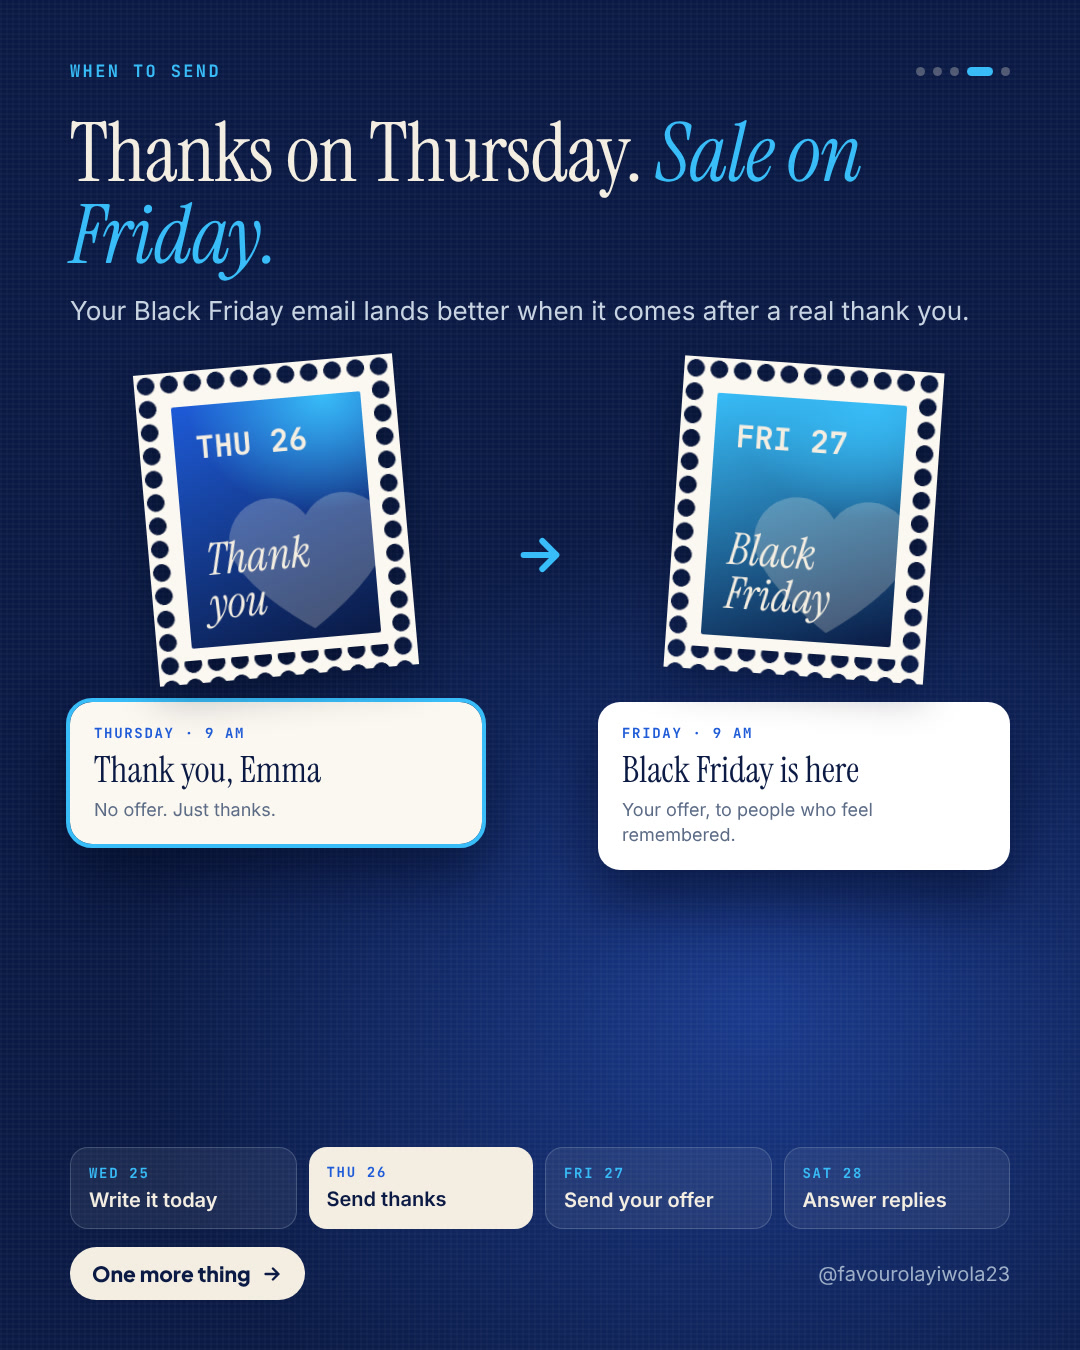 WHEN TO SEND
Thanks on Thursday. Sale on
Friday.
Your Black Friday email lands better when it comes after a real thank you.
THU 26
Thank
you
FRI 27
Black
Friday
THURSDAY · 9 AM
Thank you, Emma
No offer. Just thanks.
FRIDAY · 9 AM
Black Friday is here
Your offer, to people who feel
remembered.
WED 25
Write it today
THU 26
Send thanks
FRI 27
Send your offer
SAT 28
Answer replies
One more thing →
@favourolayiwola23